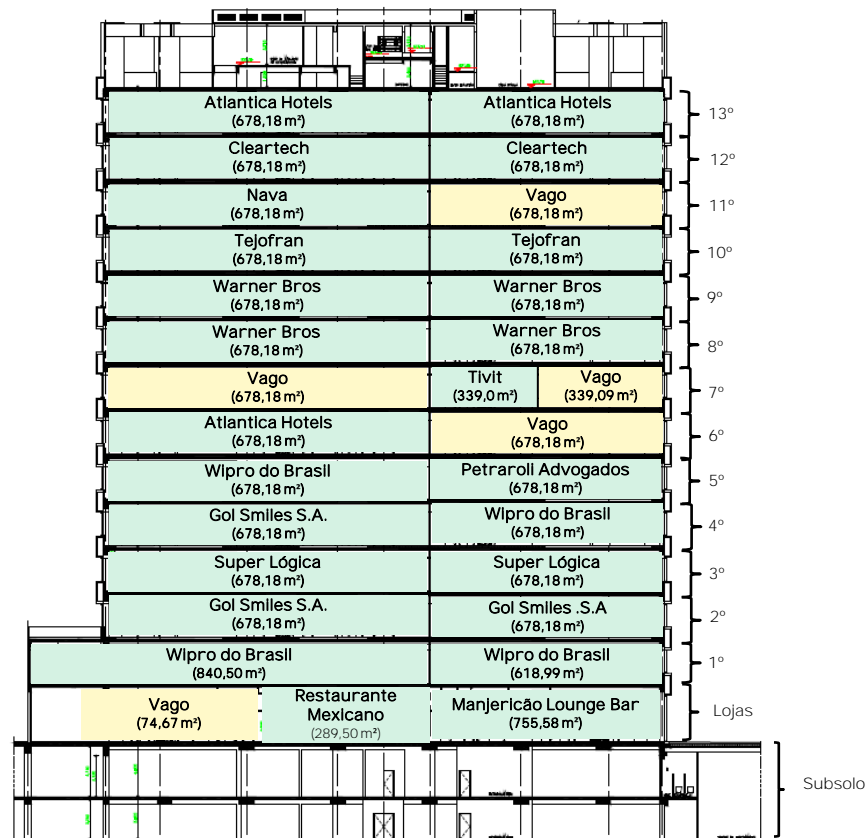 Atlantica Hotels
(678,18 m²)
Atlantica Hotels
(678,18 m²)
13º
Cleartech
(678,18 m²)
Cleartech
(678,18 m²)
12º
Nava
(678,18 m²)
Vago
(678,18 m²)
11º
Tejofran
(678,18 m²)
Tejofran
(678,18 m²)
10º
Warner Bros
(678,18 m²)
Warner Bros
(678,18 m²)
9º
Warner Bros
(678,18 m²)
Warner Bros
(678,18 m²)
8º
Vago
(678,18 m²)
Tivit
(339,0 m²)
Vago
(339,09 m²)
7º
Atlantica Hotels
(678,18 m²)
Vago
(678,18 m²)
6º
Wipro do Brasil
(678,18 m²)
Petraroli Advogados
(678,18 m²)
5º
Gol Smiles S.A.
(678,18 m²)
Wipro do Brasil
(678,18 m²)
4º
Super Lógica
(678,18 m²)
Super Lógica
(678,18 m²)
3º
Gol Smiles S.A.
(678,18 m²)
Gol Smiles .S.A
(678,18 m²)
2º
Wipro do Brasil
(840,50 m²)
Wipro do Brasil
(618,99 m²)
1º
Vago
(74,67 m²)
Restaurante
Mexicano
(289,50 m²)
Manjericão Lounge Bar
(755,58 m²)
Lojas
Subsolo